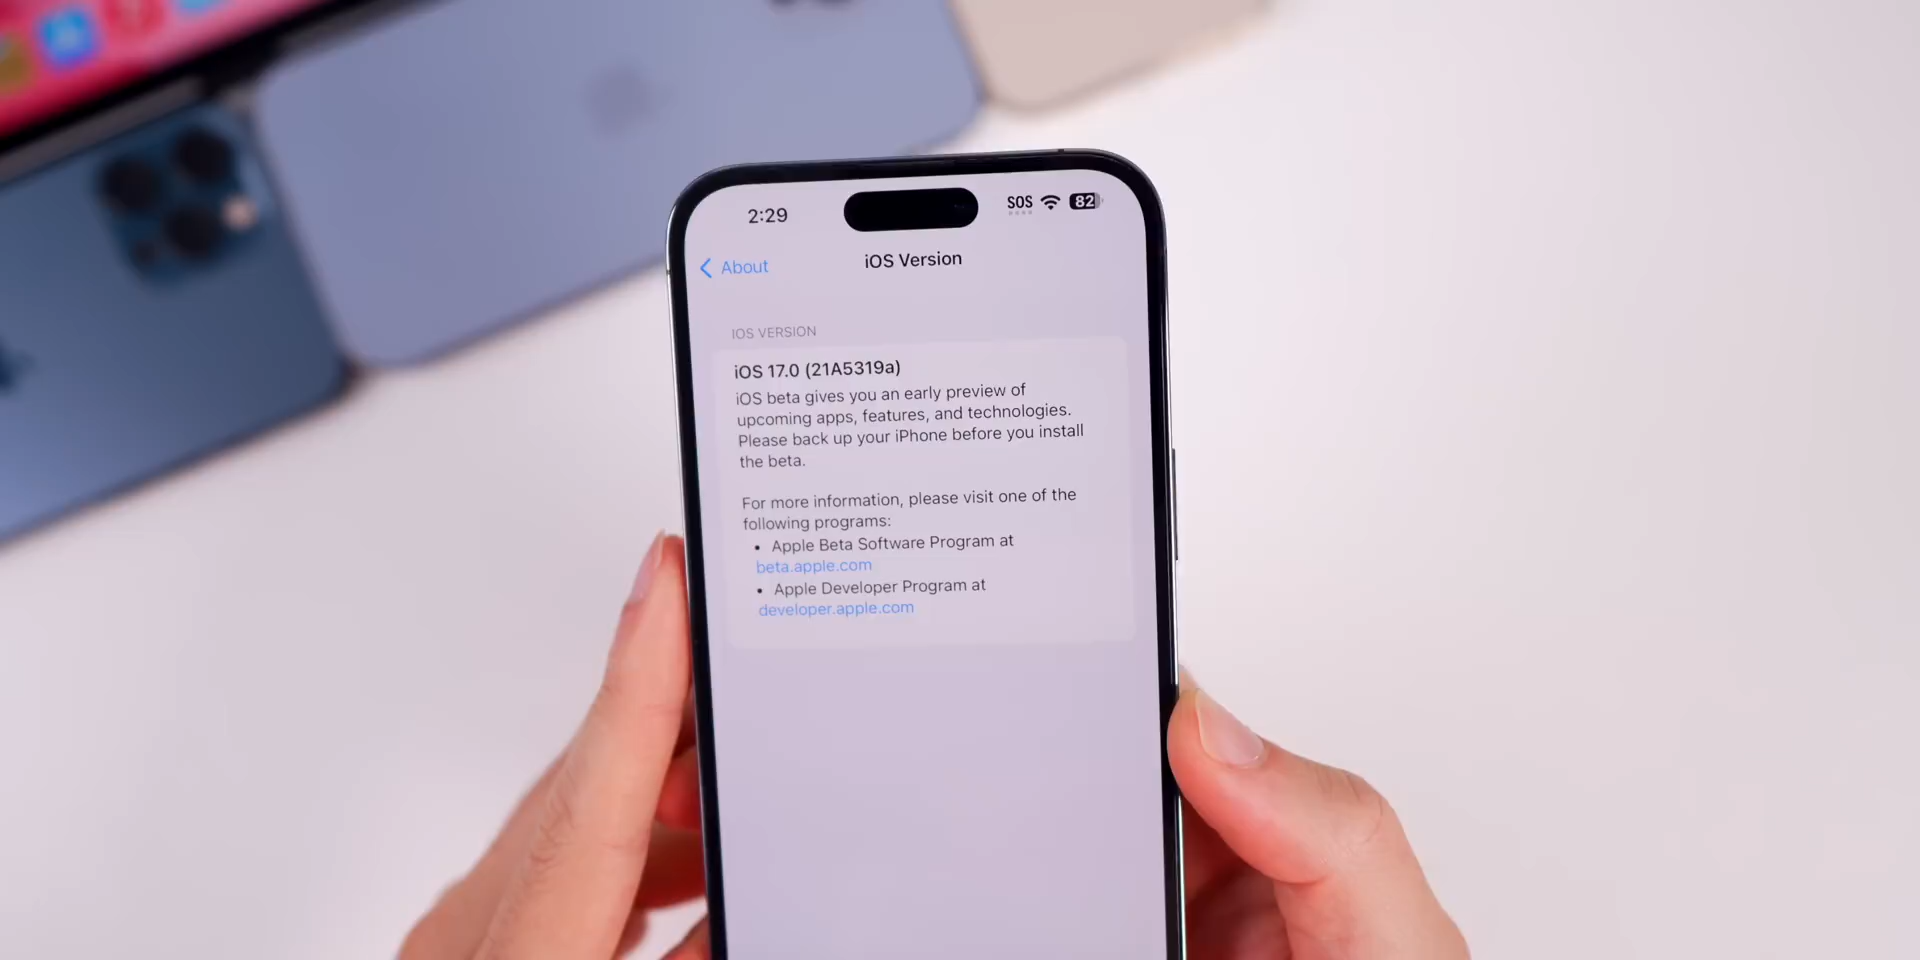 2:29
SOS
82
About
iOS Version
IOS VERSION
iOS 17.0 (21A5319a)
iOS beta gives you an early preview of
upcoming apps, features, and technologies.
Please back up your iPhone before you install
the beta.
For more information, please visit one of the
following programs:
• Apple Beta Software Program at
beta.apple.com
• Apple Developer Program at
developer.apple.com